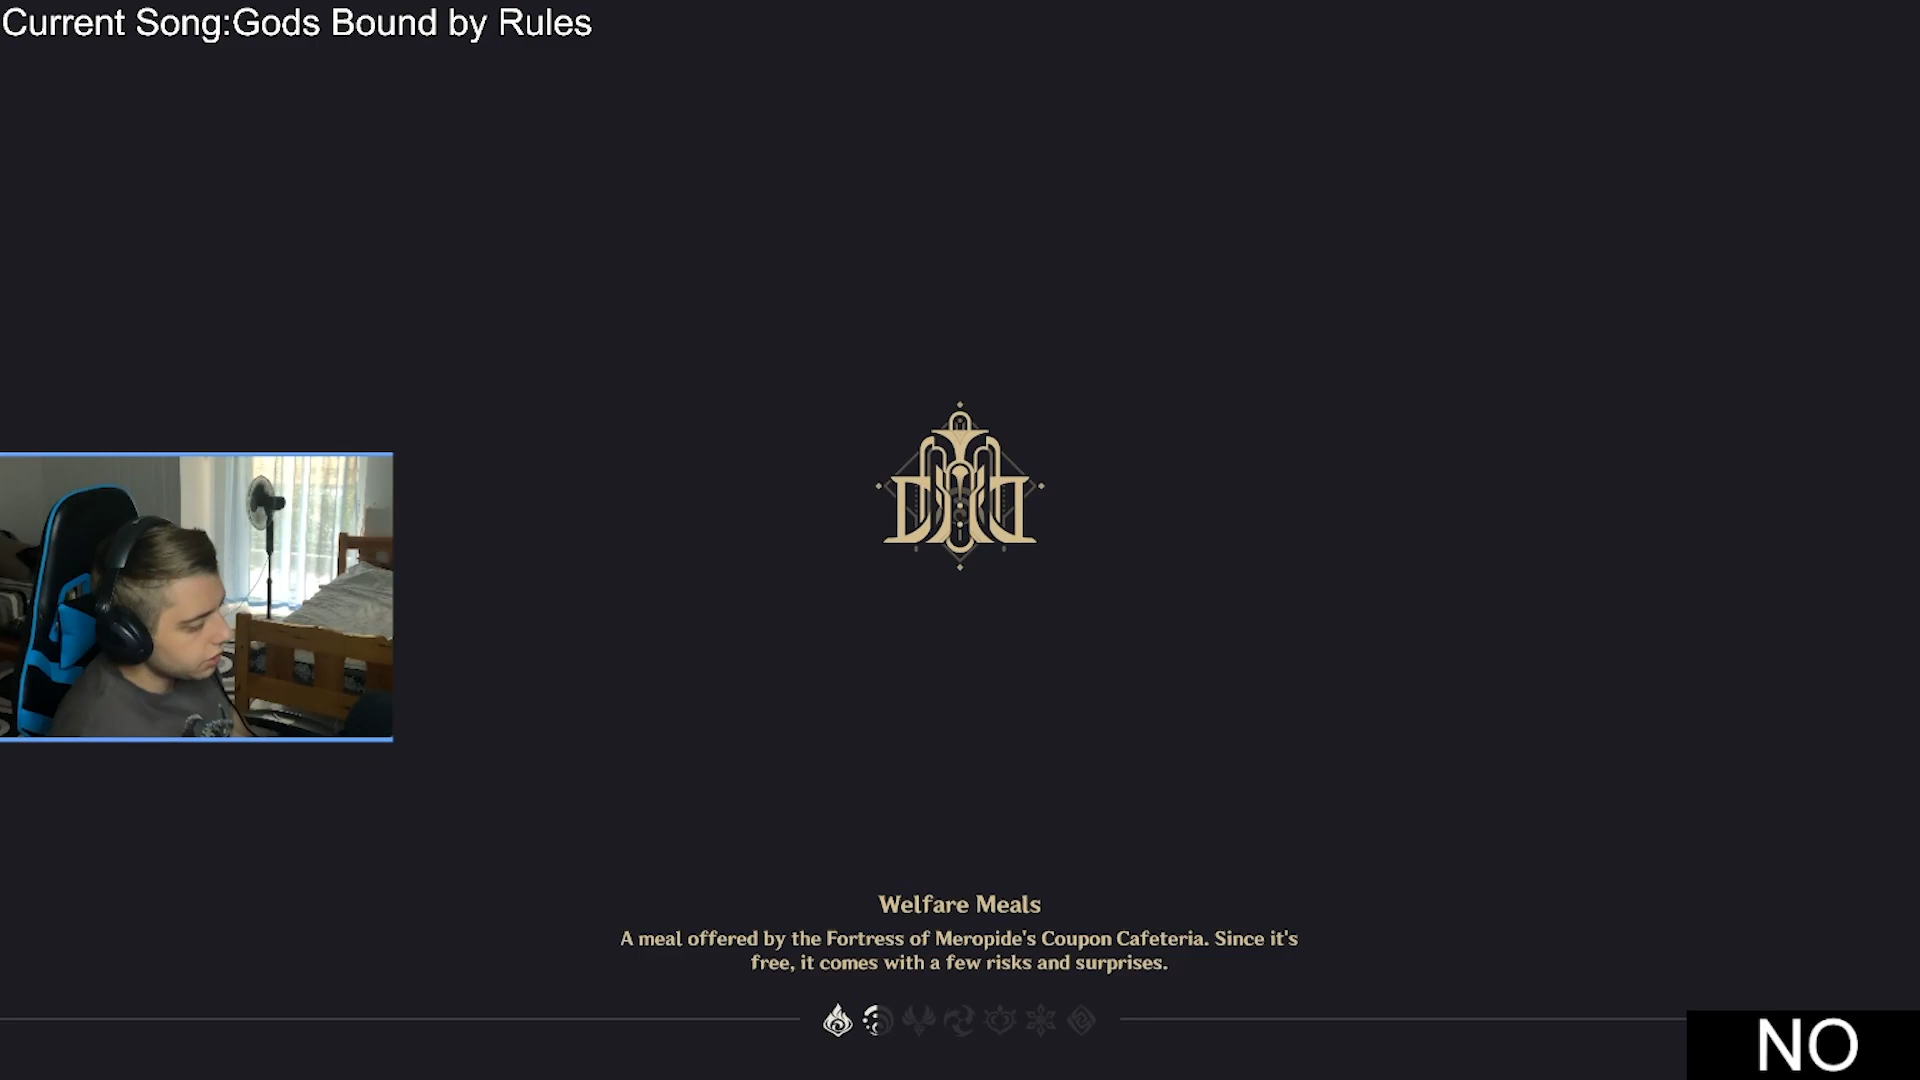 Current Song:Gods Bound by Rules
Welfare Meals
A meal offered by the Fortress of Meropide's Coupon Cafeteria. Since it's
free, it comes with a few risks and surprises.
NO